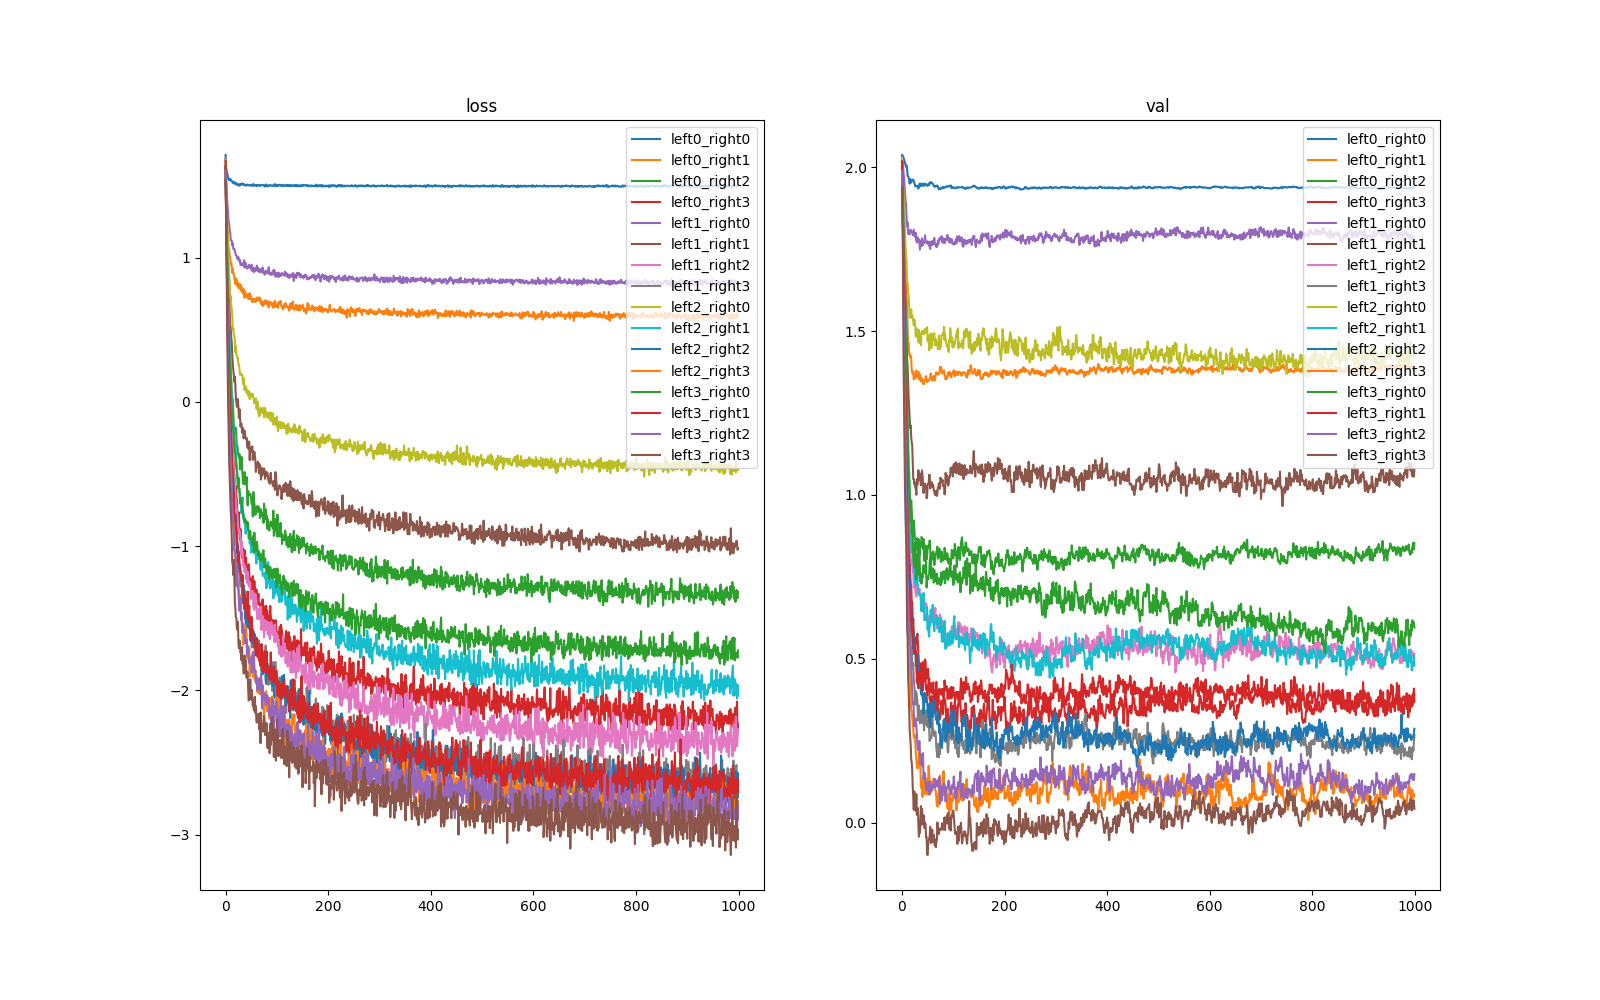 loss
1
0
−1
−2
−3
0
200
400
600
800
1000
left0_right0
left0_right1
left0_right2
left0_right3
left1_right0
left1_right1
left1_right2
left1_right3
left2_right0
left2_right1
left2_right2
left2_right3
left3_right0
left3_right1
left3_right2
left3_right3
val
2.0
1.5
1.0
0.5
0.0
0
200
400
600
800
1000
left0_right0
left0_right1
left0_right2
left0_right3
left1_right0
left1_right1
left1_right2
left1_right3
left2_right0
left2_right1
left2_right2
left2_right3
left3_right0
left3_right1
left3_right2
left3_right3